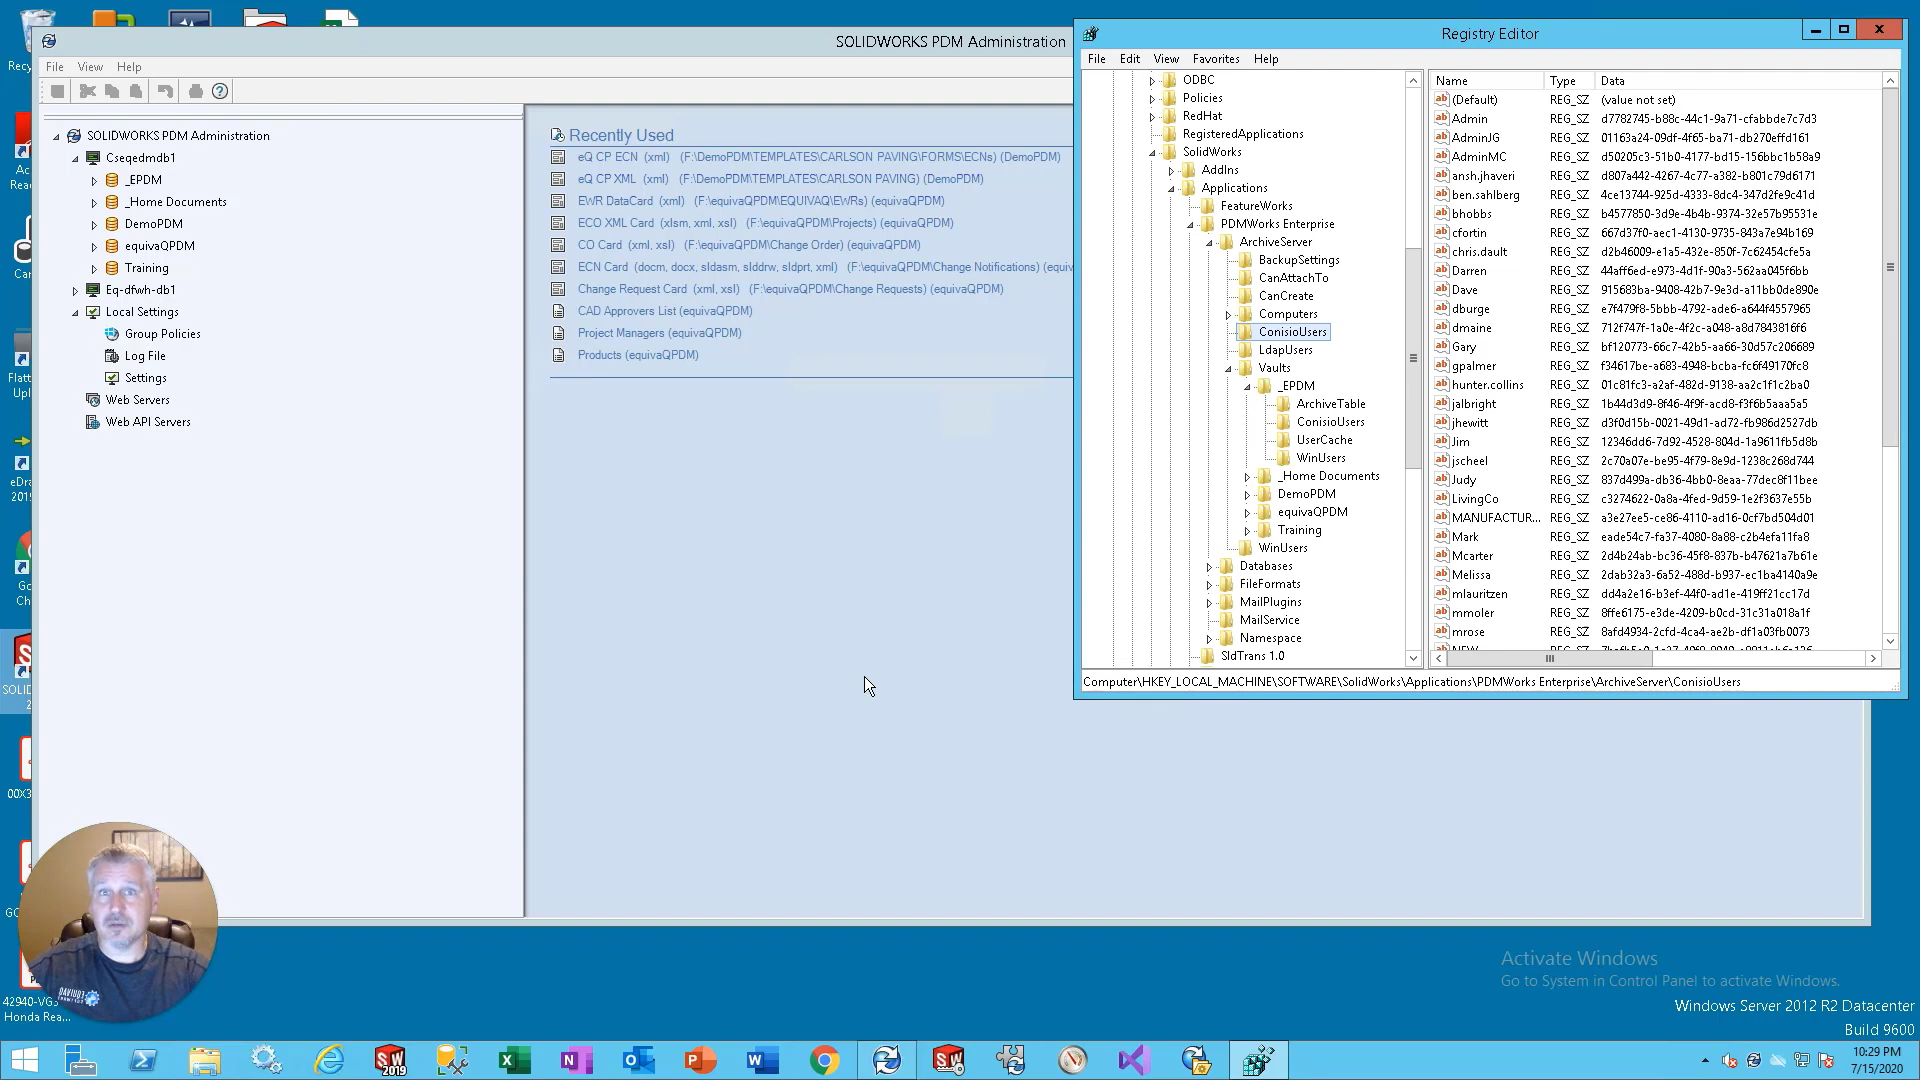 SOLIDWORKS PDM Administration
File View Help
SOLIDWORKS PDM Administration
Cseqedmdb1
_EPDM
_Home Documents
DemoPDM
equivaQPDM
Training
Eq-dfwh-db1
Local Settings
Group Policies
Log File
Settings
Web Servers
Web API Servers
Recently Used
eQ CP ECN (xml) (F:\DemoPDM\TEMPLATES\CARLSON PAVING\FORMS\ECNs) (DemoPDM)
eQ CP XML (xml) (F:\DemoPDM\TEMPLATES\CARLSON PAVING) (DemoPDM)
EWR DataCard (xml) (F:\equivaQPDM\EQUIVAQ\EWRs) (equivaQPDM)
ECO XML Card (xlsm, xml, xsl) (F:\equivaQPDM\Projects) (equivaQPDM)
CO Card (xml, xsl) (F:\equivaQPDM\Change Order) (equivaQPDM)
ECN Card (docm, docx, sldasm, slddrw, sldprt, xml) (F:\equivaQPDM\Change Notifications) (equiv
Change Request Card (xml, xsl) (F:\equivaQPDM\Change Requests) (equivaQPDM)
CAD Approvers List (equivaQPDM)
Project Managers (equivaQPDM)
Products (equivaQPDM)
Registry Editor
File Edit View Favorites Help
ODBC
Policies
RedHat
RegisteredApplications
SolidWorks
AddIns
Applications
FeatureWorks
PDMWorks Enterprise
ArchiveServer
BackupSettings
CanAttachTo
CanCreate
Computers
ConisioUsers
LdapUsers
Vaults
_EPDM
ArchiveTable
ConisioUsers
UserCache
WinUsers
_Home Documents
DemoPDM
equivaQPDM
Training
WinUsers
Databases
FileFormats
MailPlugins
MailService
Namespace
SldTrans 1.0
Name Type Data
(Default) REG_SZ (value not set)
Admin REG_SZ d7782745-b88c-44c1-9a71-cfabbde7c7d3
AdminJG REG_SZ 01163a24-09df-4f65-ba71-db270effd161
AdminMC REG_SZ d50205c3-51b0-4177-bd15-156bbc1b58a9
ansh.jhaveri REG_SZ d807a442-4267-4c77-a382-b801c79d6171
ben.sahlberg REG_SZ 4ce13744-925d-4333-8dc4-347d2fe9c41d
bhobbs REG_SZ b4577850-3d9e-4b4b-9374-32e57b95531e
cfortin REG_SZ 667d37f0-aec1-4130-9735-843a7e94b169
chris.dault REG_SZ d2b46009-e1a5-432e-850f-7c62454cfe5a
Darren REG_SZ 44aff6ed-e973-4d1f-90a3-562aa045f6bb
Dave REG_SZ 915683ba-9408-42b7-9e3d-a11bb0de890e
dburge REG_SZ e7f479f8-5bbb-4792-ade6-a644f4557965
dmaine REG_SZ 712f747f-1a0e-4f2c-a048-a8d7843816f6
Gary REG_SZ bf120773-66c7-42b5-aa66-30d57c206689
gpalmer REG_SZ f34617be-a683-4948-bcba-fc6f49170fc8
hunter.collins REG_SZ 01c81fc3-a2af-482d-9138-aa2c1f1c2ba0
jalbright REG_SZ 1b44d3d9-8f46-4f9f-acd8-f3f6b5aaa5a5
jhewitt REG_SZ d3f0d15b-0021-49d1-ad72-fb986d2527db
Jim REG_SZ 12346dd6-7d92-4528-804d-1a9611fb5d8b
jscheel REG_SZ 2c70a07e-be95-4f79-8e9d-1238c268d744
Judy REG_SZ 837d499a-db36-4bb0-8eaa-77dec8f11bee
LivingCo REG_SZ c3274622-0a8a-4fed-9d59-1e2f3637e55b
MANUFACTUR... REG_SZ a3e27ee5-ce86-4110-ad16-0cf7bd504d01
Mark REG_SZ eade54c7-fa37-4080-8a88-c2b4efa11fa8
Mcarter REG_SZ 2d4b24ab-bc36-45f8-837b-b47621a7b61e
Melissa REG_SZ 2dab32a3-6a52-488d-b937-ec1ba4140a9e
mlauritzen REG_SZ dd4a2e16-b3ef-44f0-ad1e-419ff21cc17d
mmoler REG_SZ 8ffe6175-e3de-4209-b0cd-31c31a018a1f
mrose REG_SZ 8afd4934-2cfd-4ca4-ae2b-df1a03fb0073
Computer\HKEY_LOCAL_MACHINE\SOFTWARE\SolidWorks\Applications\PDMWorks Enterprise\ArchiveServer\ConisioUsers
Activate Windows
Go to System in Control Panel to activate Windows.
Windows Server 2012 R2 Datacenter
Build 9600
42940-VG3
Honda Rea...
SW 2019
10:29 PM
7/15/2020